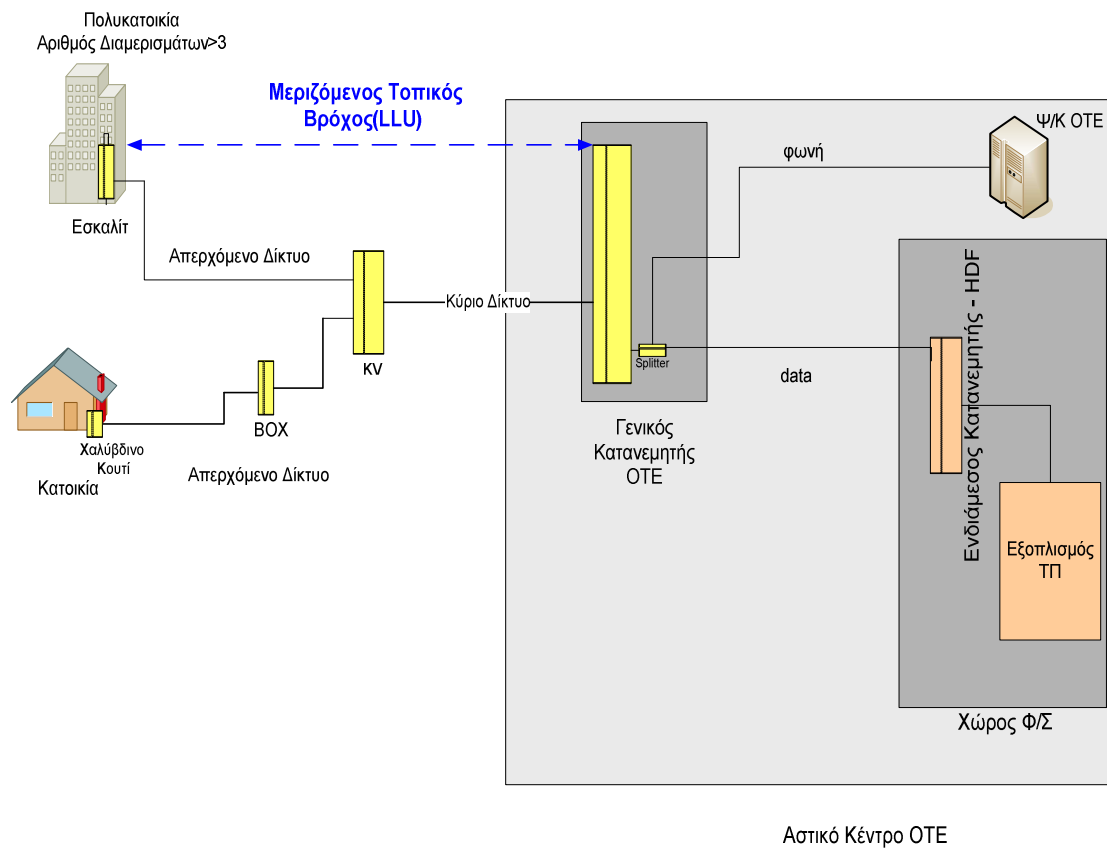 Πολυκατοικία
Αριθμός Διαμερισμάτων>3
Μεριζόμενος Τοπικός
Βρόχος(LLU)
Ψ/Κ ΟΤΕ
φωνή
Εσκαλίτ
Απερχόμενο Δίκτυο
Κύριο Δίκτυο
KV
Splitter
data
Ενδιάμεσος Κατανεμητής - HDF
BOX
Γενικός
Κατανεμητής
ΟΤΕ
Χαλύβδινο
Κουτί
Απερχόμενο Δίκτυο
Κατοικία
Εξοπλισμός
ΤΠ
Χώρος Φ/Σ
Αστικό Κέντρο ΟΤΕ